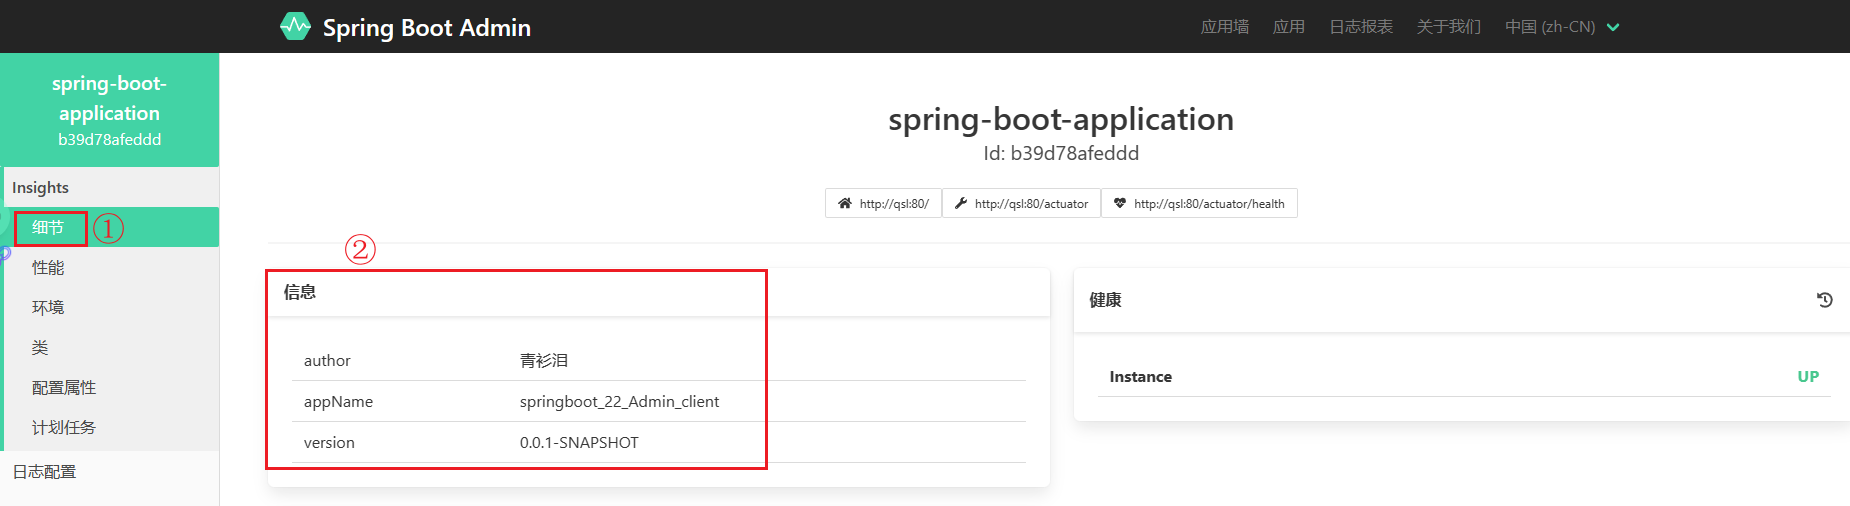 Spring Boot Admin
应用墙 应用 日志报表 关于我们 中国 (zh-CN)
spring-boot-
application
b39d78afeddd
Insights
细节 ①
性能
环境
类
配置属性
计划任务
日志配置
spring-boot-application
Id: b39d78afeddd
http://qsl:80/ http://qsl:80/actuator http://qsl:80/actuator/health
②
信息
author 青衫泪
appName springboot_22_Admin_client
version 0.0.1-SNAPSHOT
健康
Instance UP